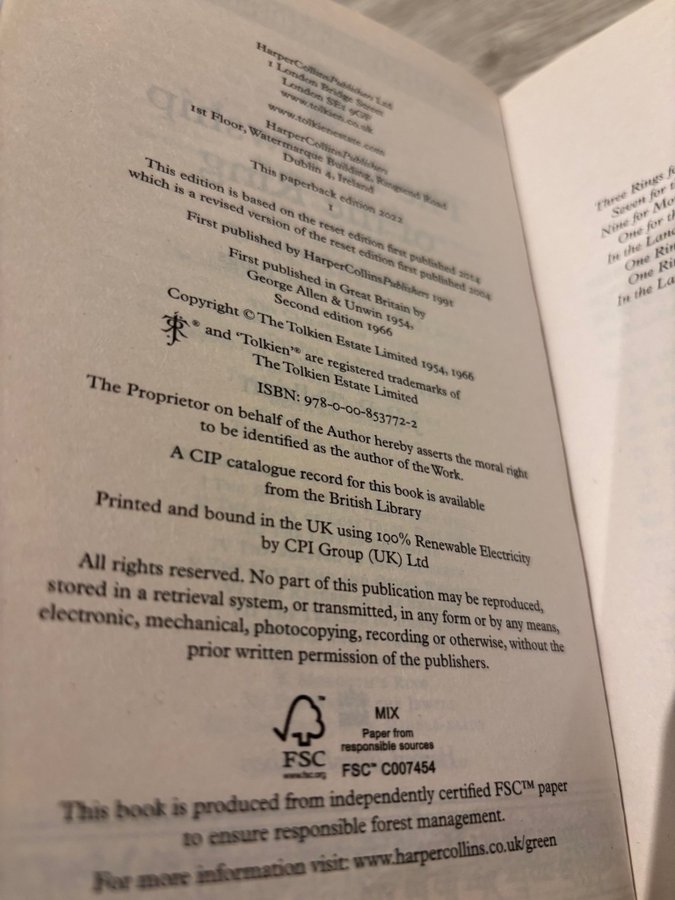 HarperCollinsPublishers Ltd
1 London Bridge Street
London SE1 9GF
www.tolkien.co.uk
www.tolkienestate.com
HarperCollinsPublishers
1st Floor, Watermarque Building, Ringsend Road
Dublin 4, Ireland
This paperback edition 2022
1
This edition is based on the reset edition first published 2014
which is a revised version of the reset edition first published 2004
First published by HarperCollinsPublishers 1991
First published in Great Britain by
George Allen & Unwin 1954,
Second edition 1966
Copyright © The Tolkien Estate Limited 1954, 1966
® and ‘Tolkien’® are registered trademarks of
The Tolkien Estate Limited
ISBN: 978-0-00-853772-2
The Proprietor on behalf of the Author hereby asserts the moral right
to be identified as the author of the Work.
A CIP catalogue record for this book is available
from the British Library
Printed and bound in the UK using 100% Renewable Electricity
by CPI Group (UK) Ltd
All rights reserved. No part of this publication may be reproduced,
stored in a retrieval system, or transmitted, in any form or by any means,
electronic, mechanical, photocopying, recording or otherwise, without the
prior written permission of the publishers.
FSC
www.fsc.org
MIX
Paper from
responsible sources
FSC™ C007454
This book is produced from independently certified FSC™ paper
to ensure responsible forest management.
For more information visit: www.harpercollins.co.uk/green
Three Rings f
Seven for t
Nine for Mo
One for th
In the Land
One Rin
One Rin
In the La